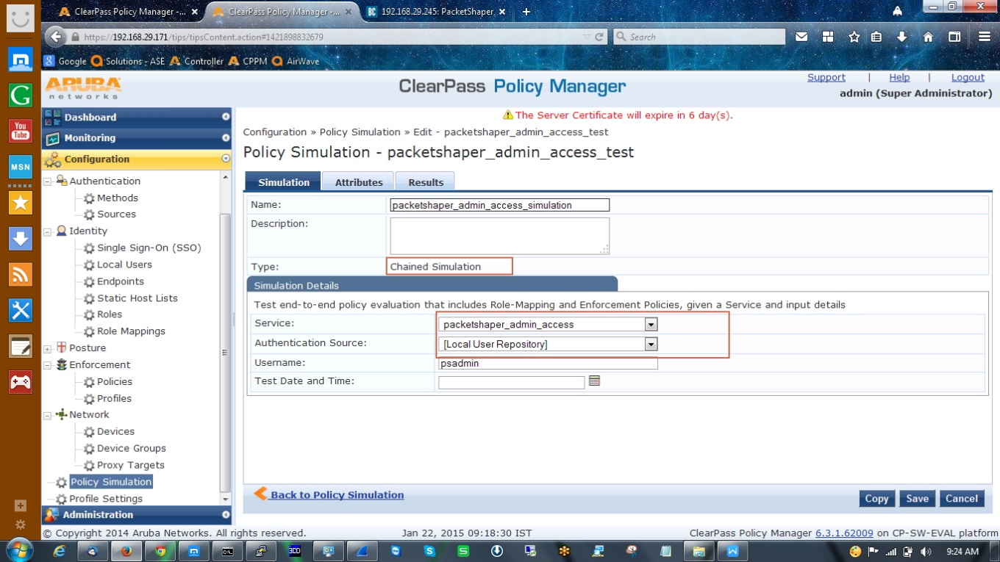 ClearPass Policy Manager -...
ClearPass Policy Manager -...
BC 192.168.29.245: PacketShaper,
https://192.168.29.171/tips/tipsContent.action#1421898832679
Search
Google Solutions - ASE Controller CPPM AirWave
ARUBA
networks
ClearPass Policy Manager
Support | Help | Logout
admin (Super Administrator)
You
Tube
MSN
Dashboard
Monitoring
Configuration
Authentication
Methods
Sources
Identity
Single Sign-On (SSO)
Local Users
Endpoints
Static Host Lists
Roles
Role Mappings
Posture
Enforcement
Policies
Profiles
Network
Devices
Device Groups
Proxy Targets
Policy Simulation
Profile Settings
Administration
The Server Certificate will expire in 6 day(s).
Configuration » Policy Simulation » Edit - packetshaper_admin_access_test
Policy Simulation - packetshaper_admin_access_test
Simulation Attributes Results
Name: packetshaper_admin_access_simulation
Description:
Type: Chained Simulation
Simulation Details
Test end-to-end policy evaluation that includes Role-Mapping and Enforcement Policies, given a Service and input details
Service: packetshaper_admin_access
Authentication Source: [Local User Repository]
Username: psadmin
Test Date and Time:
Back to Policy Simulation
Copy Save Cancel
© Copyright 2014 Aruba Networks. All rights reserved. Jan 22, 2015 09:18:30 IST ClearPass Policy Manager 6.3.1.62009 on CP-SW-EVAL platform
9:24 AM